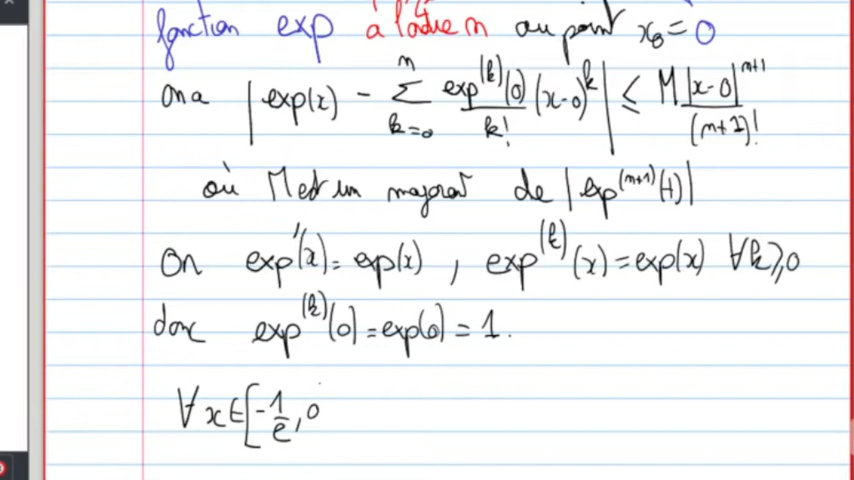 fonction exp à l'ordre n au point x₀ = 0
on a | exp(x) - ∑_{k=0}^{n} exp^{(k)}(0)/k! (x-0)^k | ≤ M |x-0|^{n+1}/(n+1)!
où M est un majorant de |exp^{(n+1)}(t)|
On exp'(x) = exp(x) , exp^{(k)}(x) = exp(x) ∀k ≥ 0
donc exp^{(k)}(0) = exp(0) = 1.
∀ x ∈ [-1/e, 0